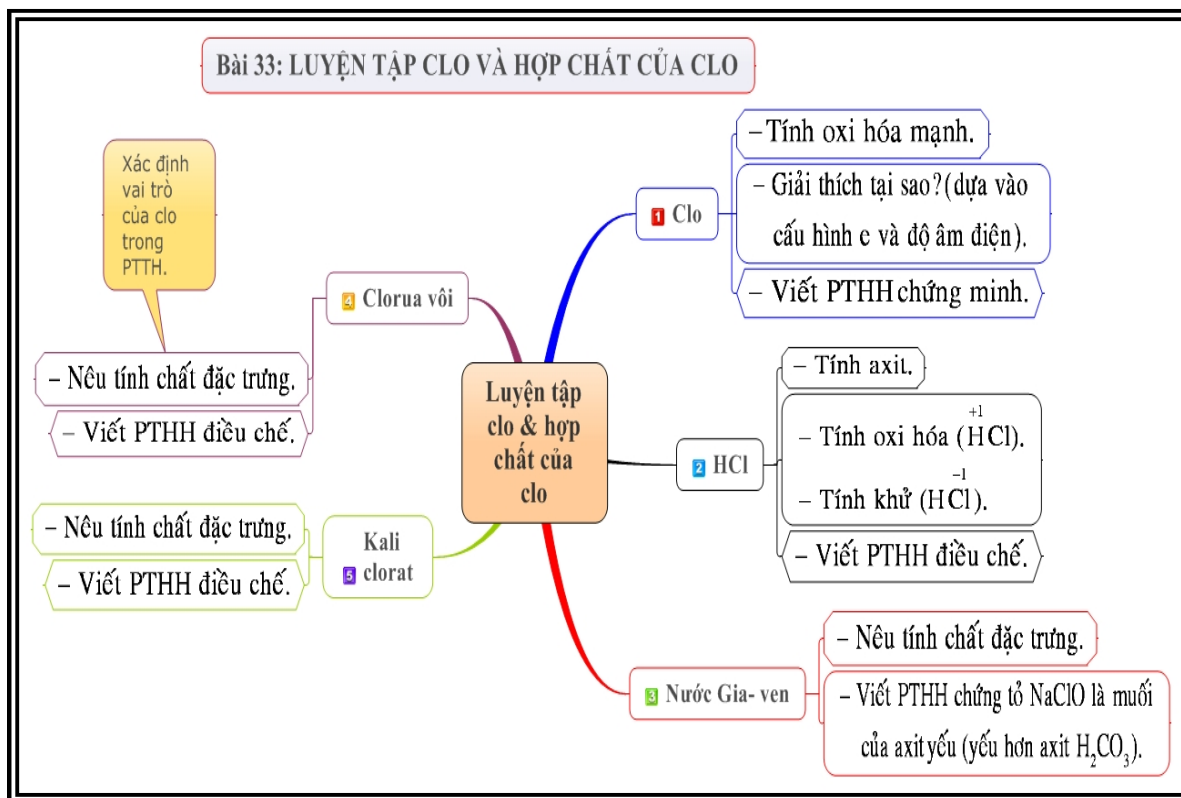 Bài 33: LUYỆN TẬP CLO VÀ HỢP CHẤT CỦA CLO
Luyện tập
clo & hợp
chất của
clo
1 Clo
– Tính oxi hóa mạnh.
– Giải thích tại sao?(dựa vào
cấu hình e và độ âm điện).
– Viết PTHH chứng minh.
2 HCl
– Tính axit.
+1
– Tính oxi hóa (HCl).
−1
– Tính khử (HCl).
– Viết PTHH điều chế.
3 Nước Gia- ven
– Nêu tính chất đặc trưng.
– Viết PTHH chứng tỏ NaClO là muối
của axit yếu (yếu hơn axit H₂CO₃).
4 Clorua vôi
Xác định
vai trò
của clo
trong
PTTH.
– Nêu tính chất đặc trưng.
– Viết PTHH điều chế.
Kali
5 clorat
– Nêu tính chất đặc trưng.
– Viết PTHH điều chế.